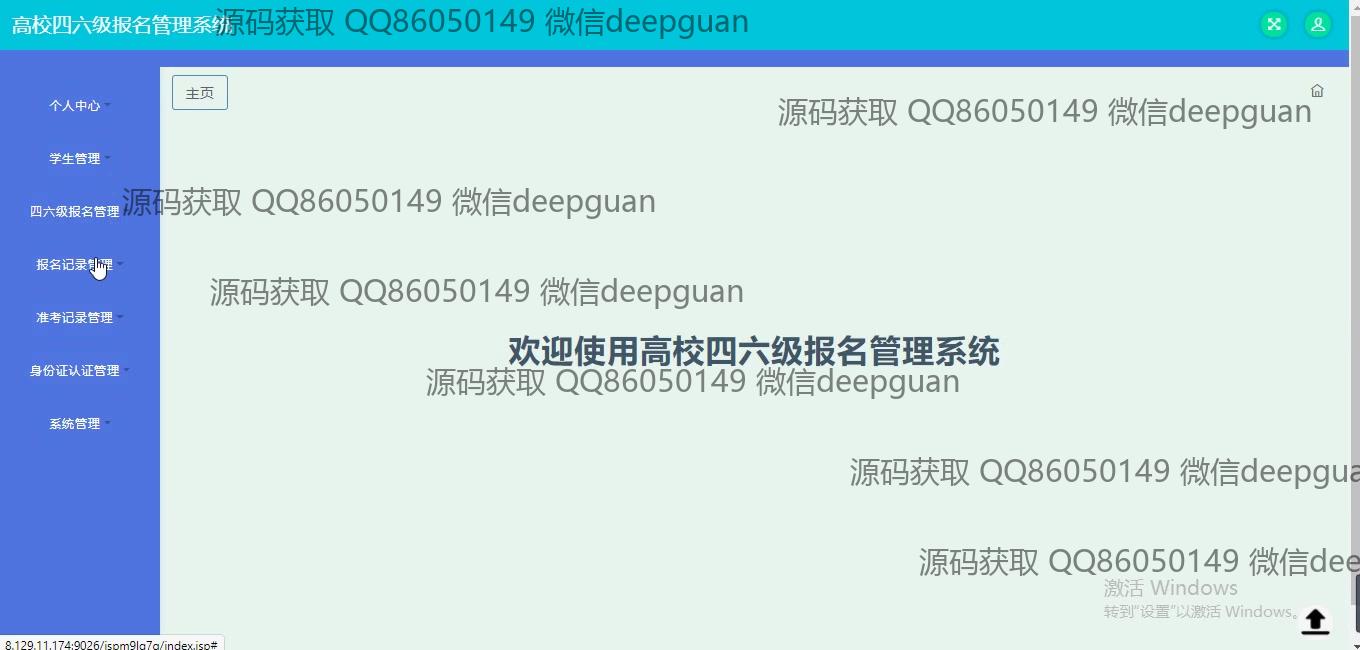 高校四六级报名管理系统
源码获取 QQ86050149 微信deepguan
主页
源码获取 QQ86050149 微信deepguan
个人中心
学生管理
四六级报名管理
源码获取 QQ86050149 微信deepguan
报名记录管理
源码获取 QQ86050149 微信deepguan
准考记录管理
欢迎使用高校四六级报名管理系统
身份证认证管理
源码获取 QQ86050149 微信deepguan
系统管理
源码获取 QQ86050149 微信deepgua
源码获取 QQ86050149 微信dee
激活 Windows
转到"设置"以激活 Windows。
8.129.11.174:9026/jspm9lq7q/index.jsp#